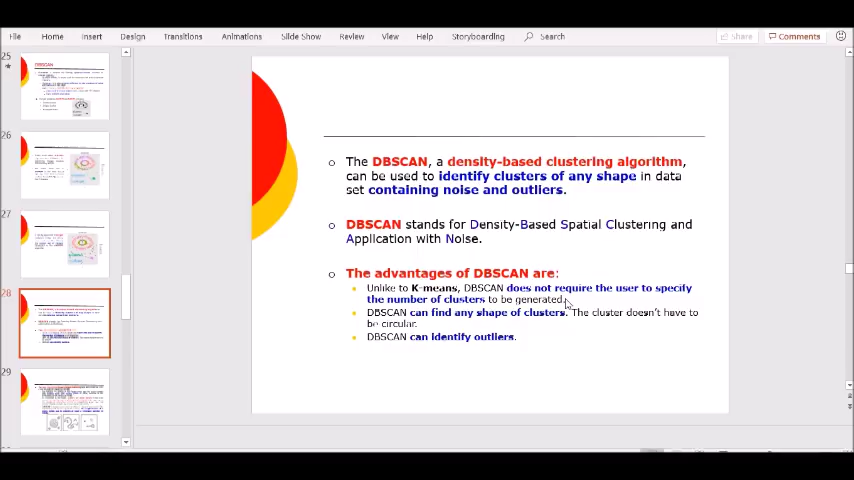 File Home Insert Design Transitions Animations Slide Show Review View Help Storyboarding Search Share Comments
25
DBSCAN
26
27
28
29
The DBSCAN, a density-based clustering algorithm,
can be used to identify clusters of any shape in data
set containing noise and outliers.
DBSCAN stands for Density-Based Spatial Clustering and
Application with Noise.
The advantages of DBSCAN are:
Unlike to K-means, DBSCAN does not require the user to specify
the number of clusters to be generated.
DBSCAN can find any shape of clusters. The cluster doesn't have to
be circular.
DBSCAN can identify outliers.